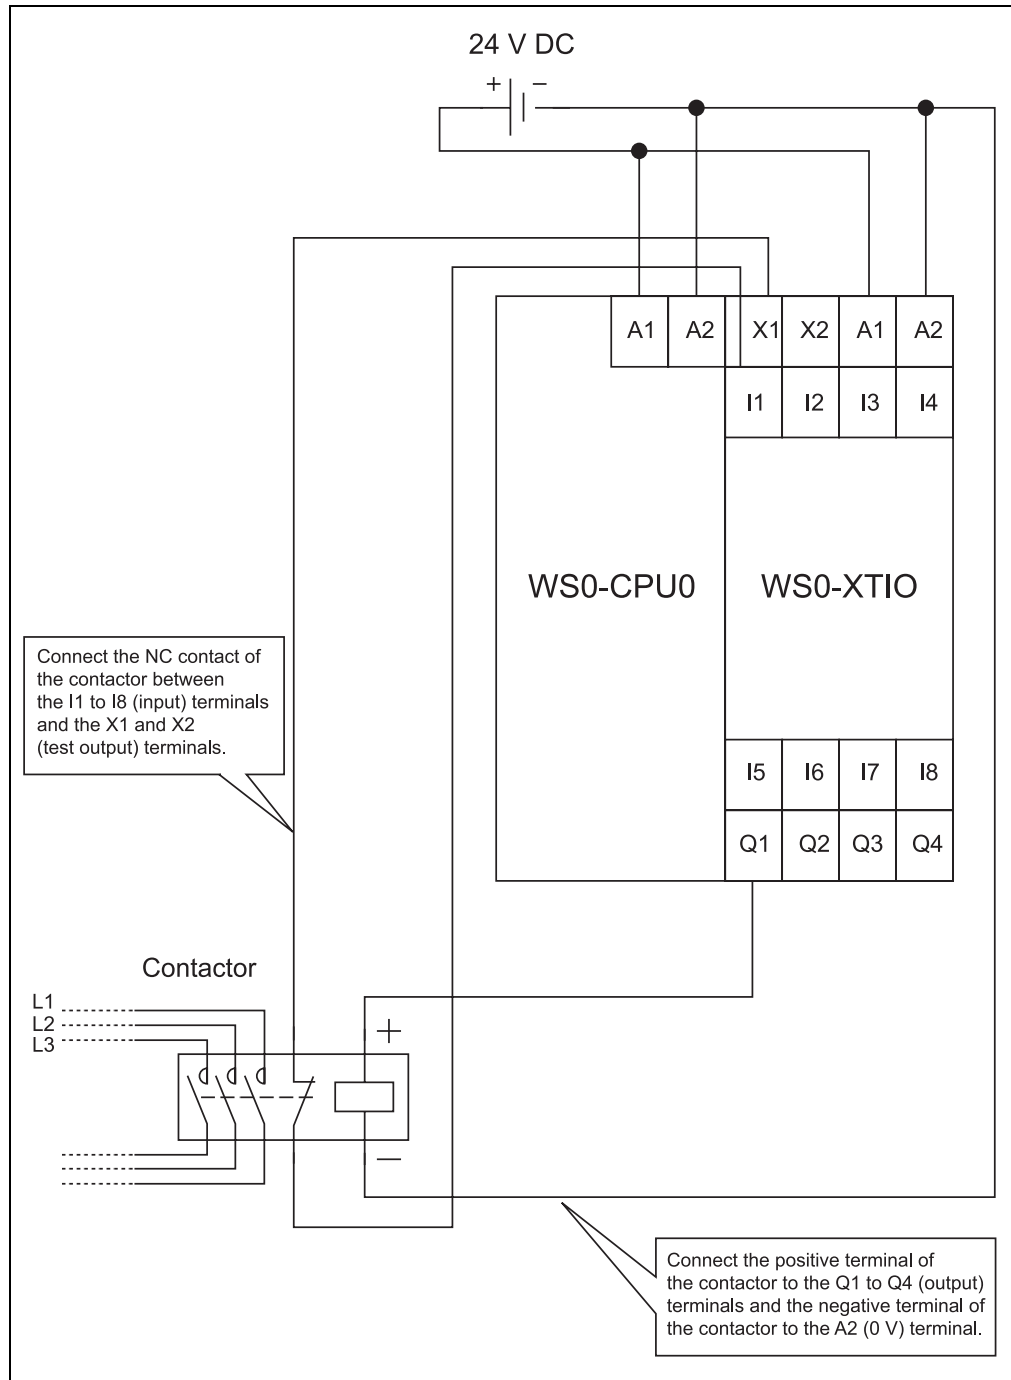 24 V DC
+ −
A1 A2 X1 X2 A1 A2
I1 I2 I3 I4
WS0-CPU0 WS0-XTIO
Connect the NC contact of
the contactor between
the I1 to I8 (input) terminals
and the X1 and X2
(test output) terminals.
I5 I6 I7 I8
Q1 Q2 Q3 Q4
Contactor
L1
L2
L3
+
−
Connect the positive terminal of
the contactor to the Q1 to Q4 (output)
terminals and the negative terminal of
the contactor to the A2 (0 V) terminal.